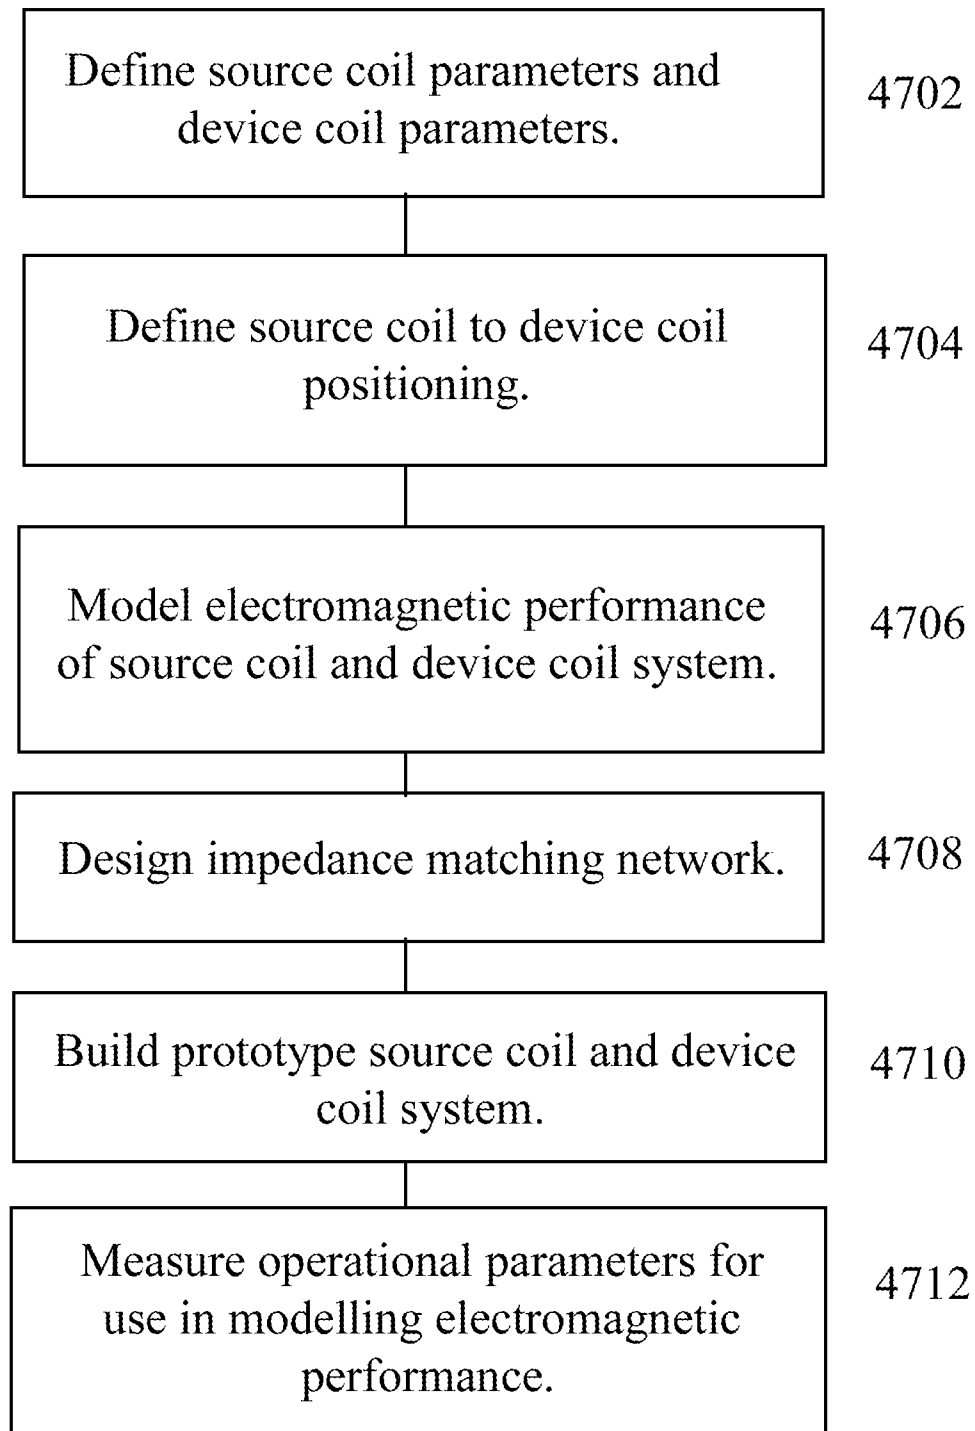 Define source coil parameters and
device coil parameters.
4702
Define source coil to device coil
positioning.
4704
Model electromagnetic performance
of source coil and device coil system.
4706
Design impedance matching network.
4708
Build prototype source coil and device
coil system.
4710
Measure operational parameters for
use in modelling electromagnetic
performance.
4712